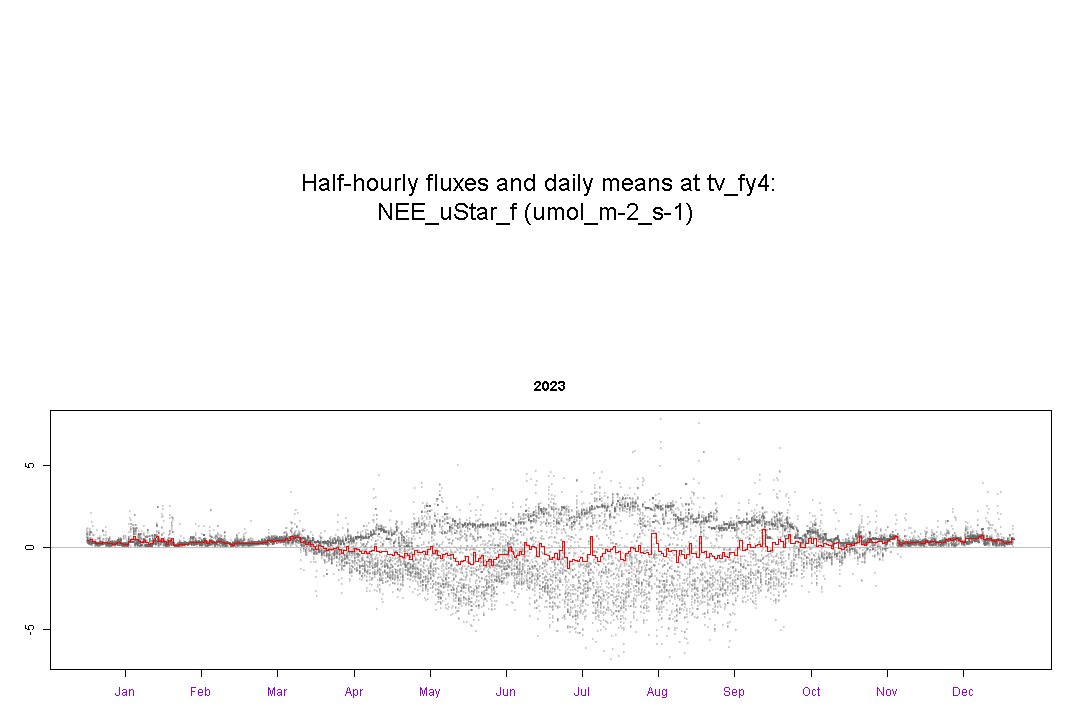 Half-hourly fluxes and daily means at tv_fy4:
NEE_uStar_f (umol_m-2_s-1)
2023
5
0
-5
Jan Feb Mar Apr May Jun Jul Aug Sep Oct Nov Dec